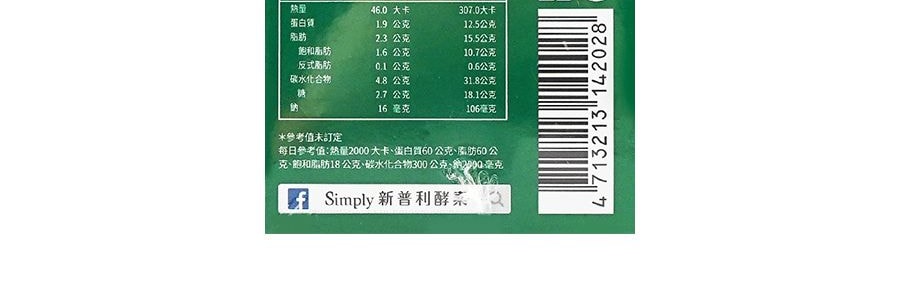 熱量 46.0 大卡 307.0大卡
蛋白質 1.9 公克 12.5公克
脂肪 2.3 公克 15.5公克
飽和脂肪 1.6 公克 10.7公克
反式脂肪 0.1 公克 0.6公克
碳水化合物 4.8 公克 31.8公克
糖 2.7 公克 18.1公克
鈉 16 毫克 106毫克
＊參考值未訂定
每日參考值:熱量2000 大卡、蛋白質60 公克、脂肪60 公
克、飽和脂肪18 公克、碳水化合物300 公克、鈉2000 毫克
Simply 新普利酵素
4 713213 142028